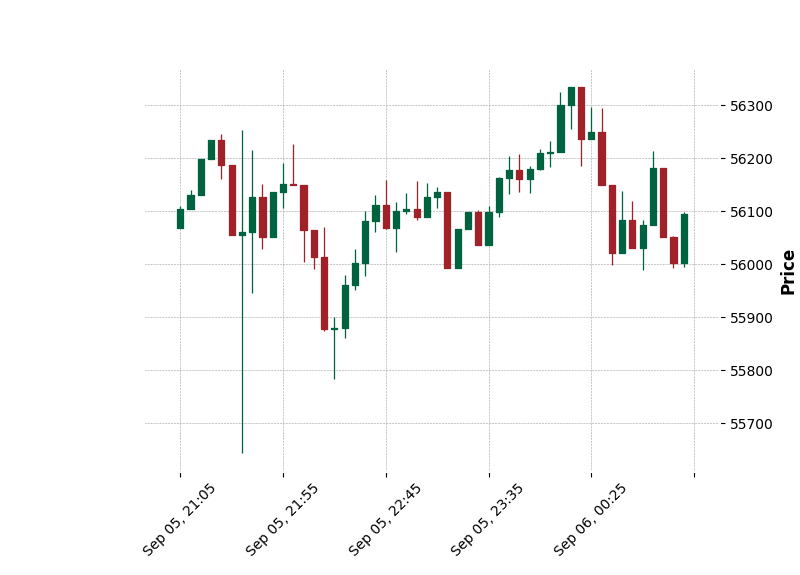 56300
56200
56100
56000
55900
55800
55700
Price
Sep 05, 21:05
Sep 05, 21:55
Sep 05, 22:45
Sep 05, 23:35
Sep 06, 00:25